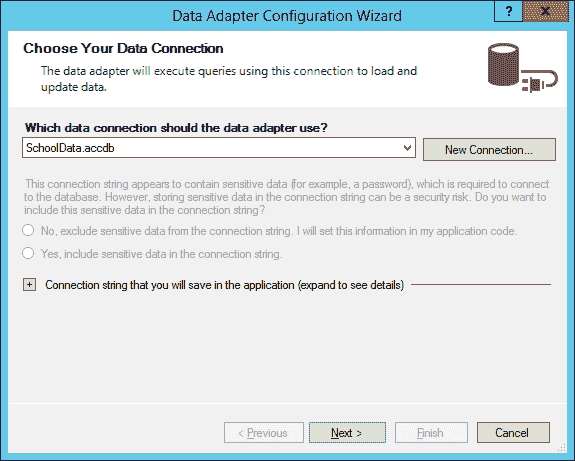 Data Adapter Configuration Wizard
?
X
Choose Your Data Connection
The data adapter will execute queries using this connection to load and
update data.
Which data connection should the data adapter use?
SchoolData.accdb
New Connection...
This connection string appears to contain sensitive data (for example, a password), which is required to connect
to the database. However, storing sensitive data in the connection string can be a security risk. Do you want to
include this sensitive data in the connection string?
No, exclude sensitive data from the connection string. I will set this information in my application code.
Yes, include sensitive data in the connection string.
+ Connection string that you will save in the application (expand to see details)
< Previous
Next >
Finish
Cancel